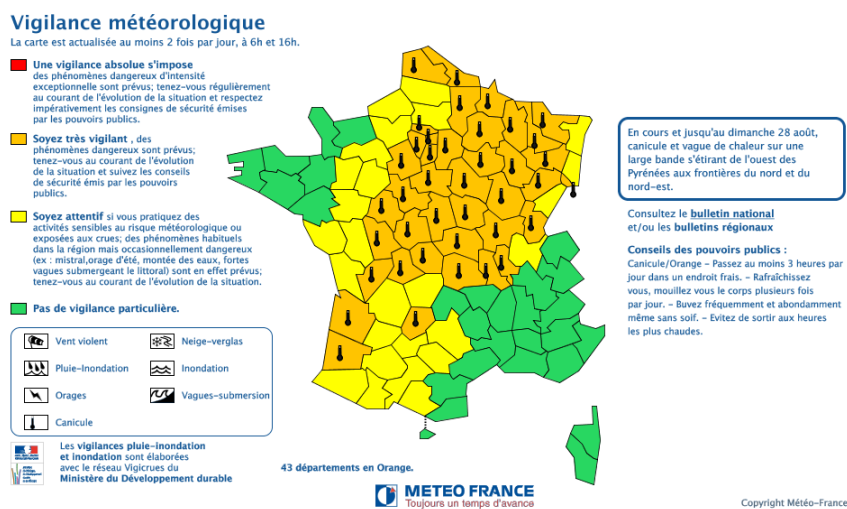 Vigilance météorologique
La carte est actualisée au moins 2 fois par jour, à 6h et 16h.
Une vigilance absolue s'impose
des phénomènes dangereux d'intensité
exceptionnelle sont prévus; tenez-vous régulièrement
au courant de l'évolution de la situation et respectez
impérativement les consignes de sécurité émises
par les pouvoirs publics.
Soyez très vigilant , des
phénomènes dangereux sont prévus;
tenez-vous au courant de l'évolution
de la situation et suivez les conseils
de sécurité émis par les pouvoirs
publics.
Soyez attentif si vous pratiquez des
activités sensibles au risque météorologique ou
exposées aux crues; des phénomènes habituels
dans la région mais occasionnellement dangereux
(ex : mistral,orage d'été, montée des eaux, fortes
vagues submergeant le littoral) sont en effet prévus;
tenez-vous au courant de l'évolution de la situation.
Pas de vigilance particulière.
Vent violent
Neige-verglas
Pluie-Inondation
Inondation
Orages
Vagues-submersion
Canicule
Les vigilances pluie-inondation
et inondation sont élaborées
avec le réseau Vigicrues du
Ministère du Développement durable
43 départements en Orange.
METEO FRANCE
Toujours un temps d'avance
En cours et jusqu'au dimanche 28 août,
canicule et vague de chaleur sur une
large bande s'étirant de l'ouest des
Pyrénées aux frontières du nord et du
nord-est.
Consultez le bulletin national
et/ou les bulletins régionaux
Conseils des pouvoirs publics :
Canicule/Orange – Passez au moins 3 heures par
jour dans un endroit frais. – Rafraîchissez
vous, mouillez vous le corps plusieurs fois
par jour. – Buvez fréquemment et abondamment
même sans soif. – Evitez de sortir aux heures
les plus chaudes.
Copyright Météo-France